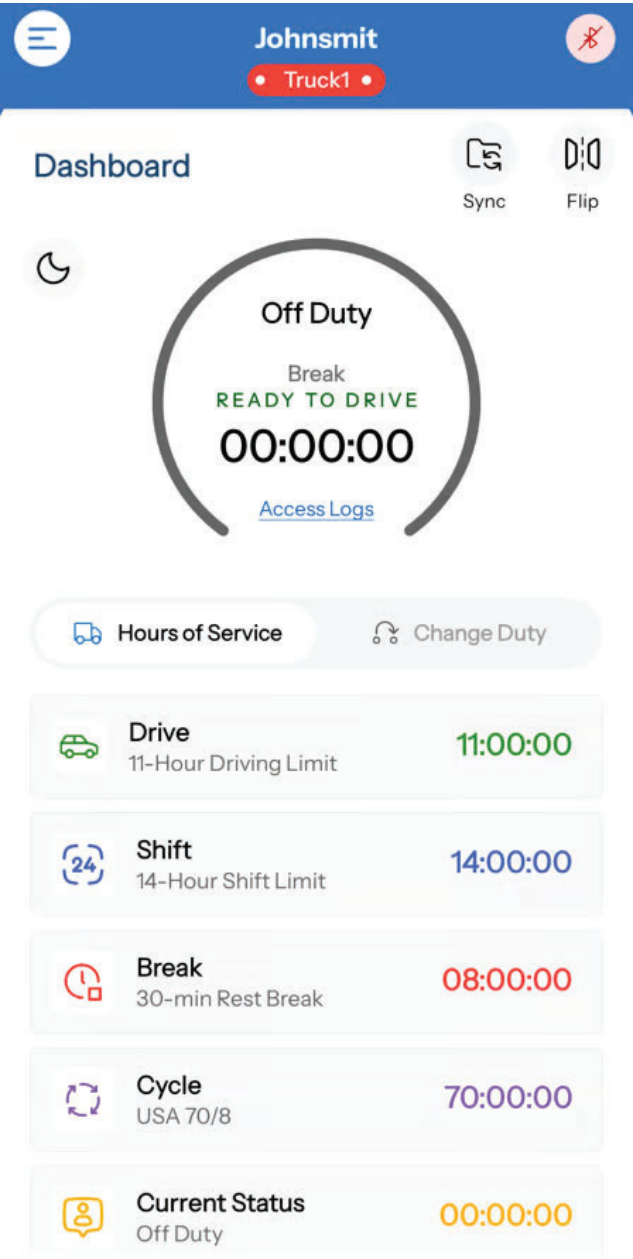 Johnsmit
• Truck1 •
Dashboard
Sync
Flip
Off Duty
Break
READY TO DRIVE
00:00:00
Access Logs
Hours of Service
Change Duty
Drive
11-Hour Driving Limit
11:00:00
24
Shift
14-Hour Shift Limit
14:00:00
Break
30-min Rest Break
08:00:00
Cycle
USA 70/8
70:00:00
Current Status
Off Duty
00:00:00